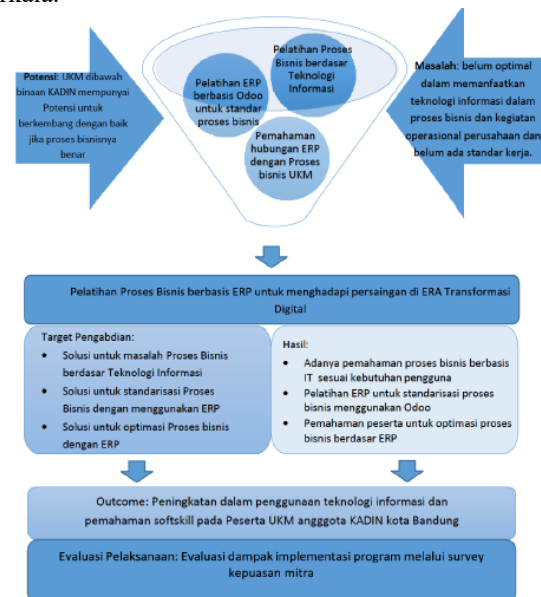 Potensi: UKM dibawah
binaan KADIN mempunyai
Potensi untuk
berkembang dengan baik
jika proses bisnisnya
benar
Pelatihan ERP
berbasis Odoo
untuk standar
proses bisnis
Pelatihan Proses
Bisnis berdasar
Teknologi
Informasi
Pemahaman
hubungan ERP
dengan Proses
bisnis UKM
Masalah: belum optimal
dalam memanfaatkan
teknologi informasi dalam
proses bisnis dan kegiatan
operasional perusahaan dan
belum ada standar kerja.
Pelatihan Proses Bisnis berbasis ERP untuk menghadapi persaingan di ERA Transformasi
Digital
Target Pengabdian:
• Solusi untuk masalah Proses Bisnis
berdasar Teknologi Informasi
• Solusi untuk standarisasi Proses
Bisnis dengan menggunakan ERP
• Solusi untuk optimasi Proses bisnis
dengan ERP
Hasil:
• Adanya pemahaman proses bisnis berbasis
IT sesuai kebutuhan pengguna
• Pelatihan ERP untuk standarisasi proses
bisnis menggunakan Odoo
• Pemahaman peserta untuk optimasi proses
bisnis berdasar ERP
Outcome: Peningkatan dalam penggunaan teknologi informasi dan
pemahaman softskill pada Peserta UKM angggota KADIN kota Bandung
Evaluasi Pelaksanaan: Evaluasi dampak implementasi program melalui survey
kepuasan mitra